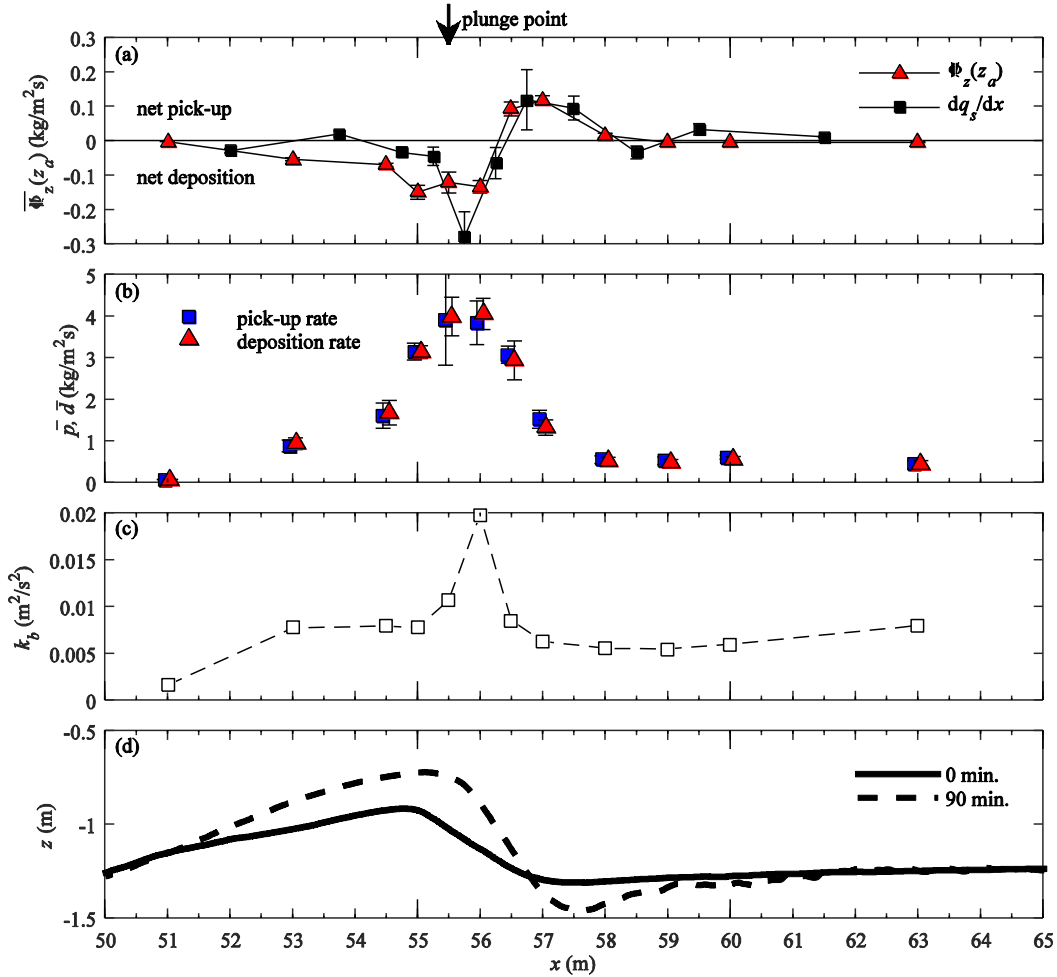 plunge point
(a)
0.3
0.2
0.1
0
-0.1
-0.2
-0.3
Φz(za) (kg/m²s)
net pick-up
net deposition
Φz(za)
dqs/dx
(b)
5
4
3
2
1
0
p̄, d̄ (kg/m²s)
pick-up rate
deposition rate
(c)
0.02
0.015
0.01
0.005
0
kb (m²/s²)
(d)
-0.5
-1
-1.5
z (m)
0 min.
90 min.
50 51 52 53 54 55 56 57 58 59 60 61 62 63 64 65
x (m)